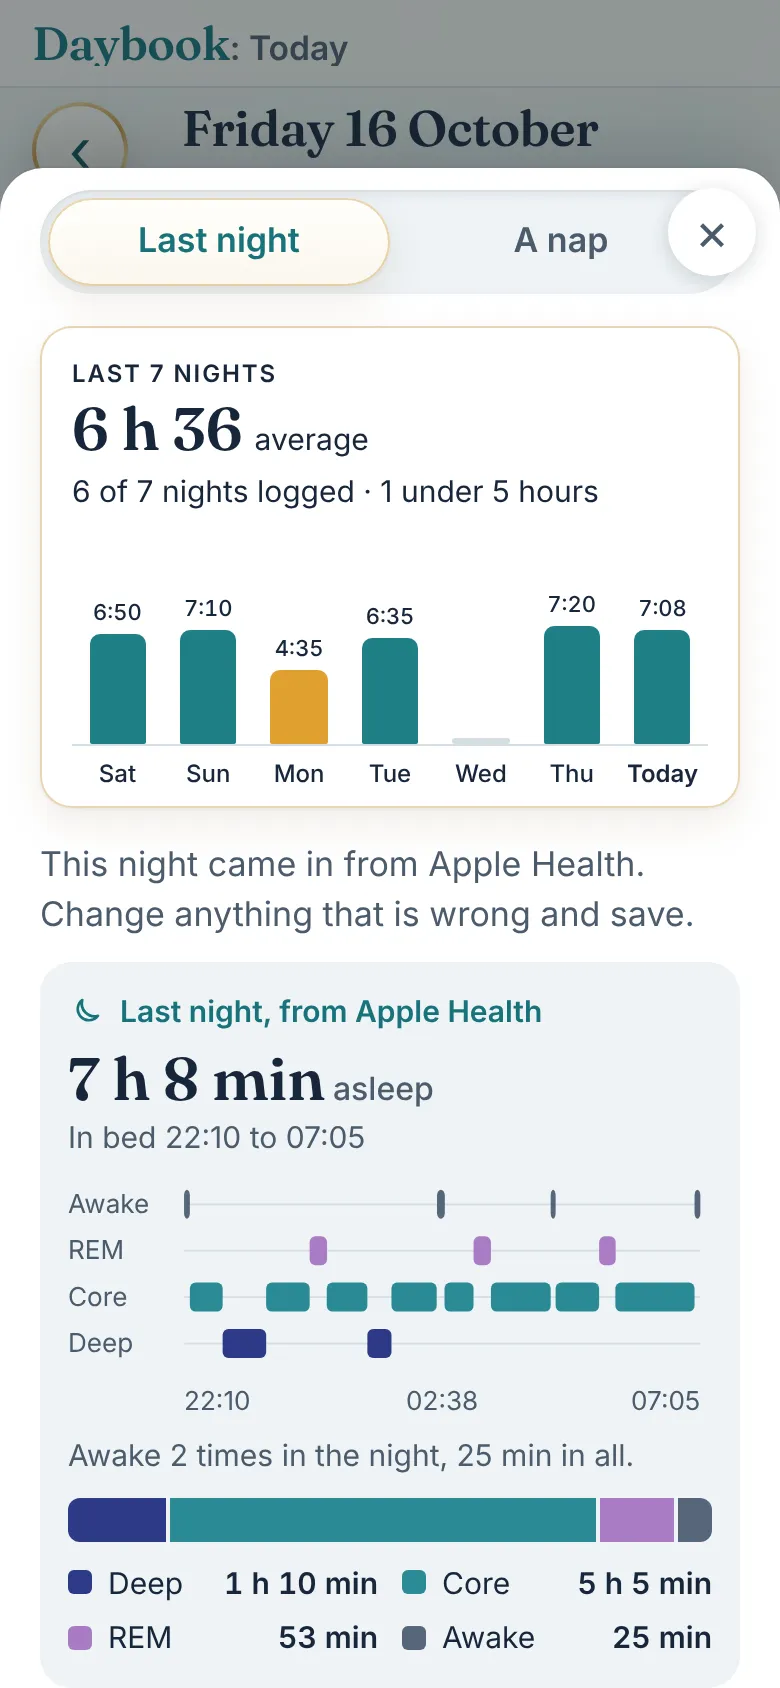 Daybook: Today
Friday 16 October
Last night
A nap
LAST 7 NIGHTS
6 h 36 average
6 of 7 nights logged · 1 under 5 hours
6:50 7:10 4:35 6:35 7:20 7:08
Sat Sun Mon Tue Wed Thu Today
This night came in from Apple Health.
Change anything that is wrong and save.
Last night, from Apple Health
7 h 8 min asleep
In bed 22:10 to 07:05
Awake
REM
Core
Deep
22:10 02:38 07:05
Awake 2 times in the night, 25 min in all.
Deep 1 h 10 min Core 5 h 5 min
REM 53 min Awake 25 min